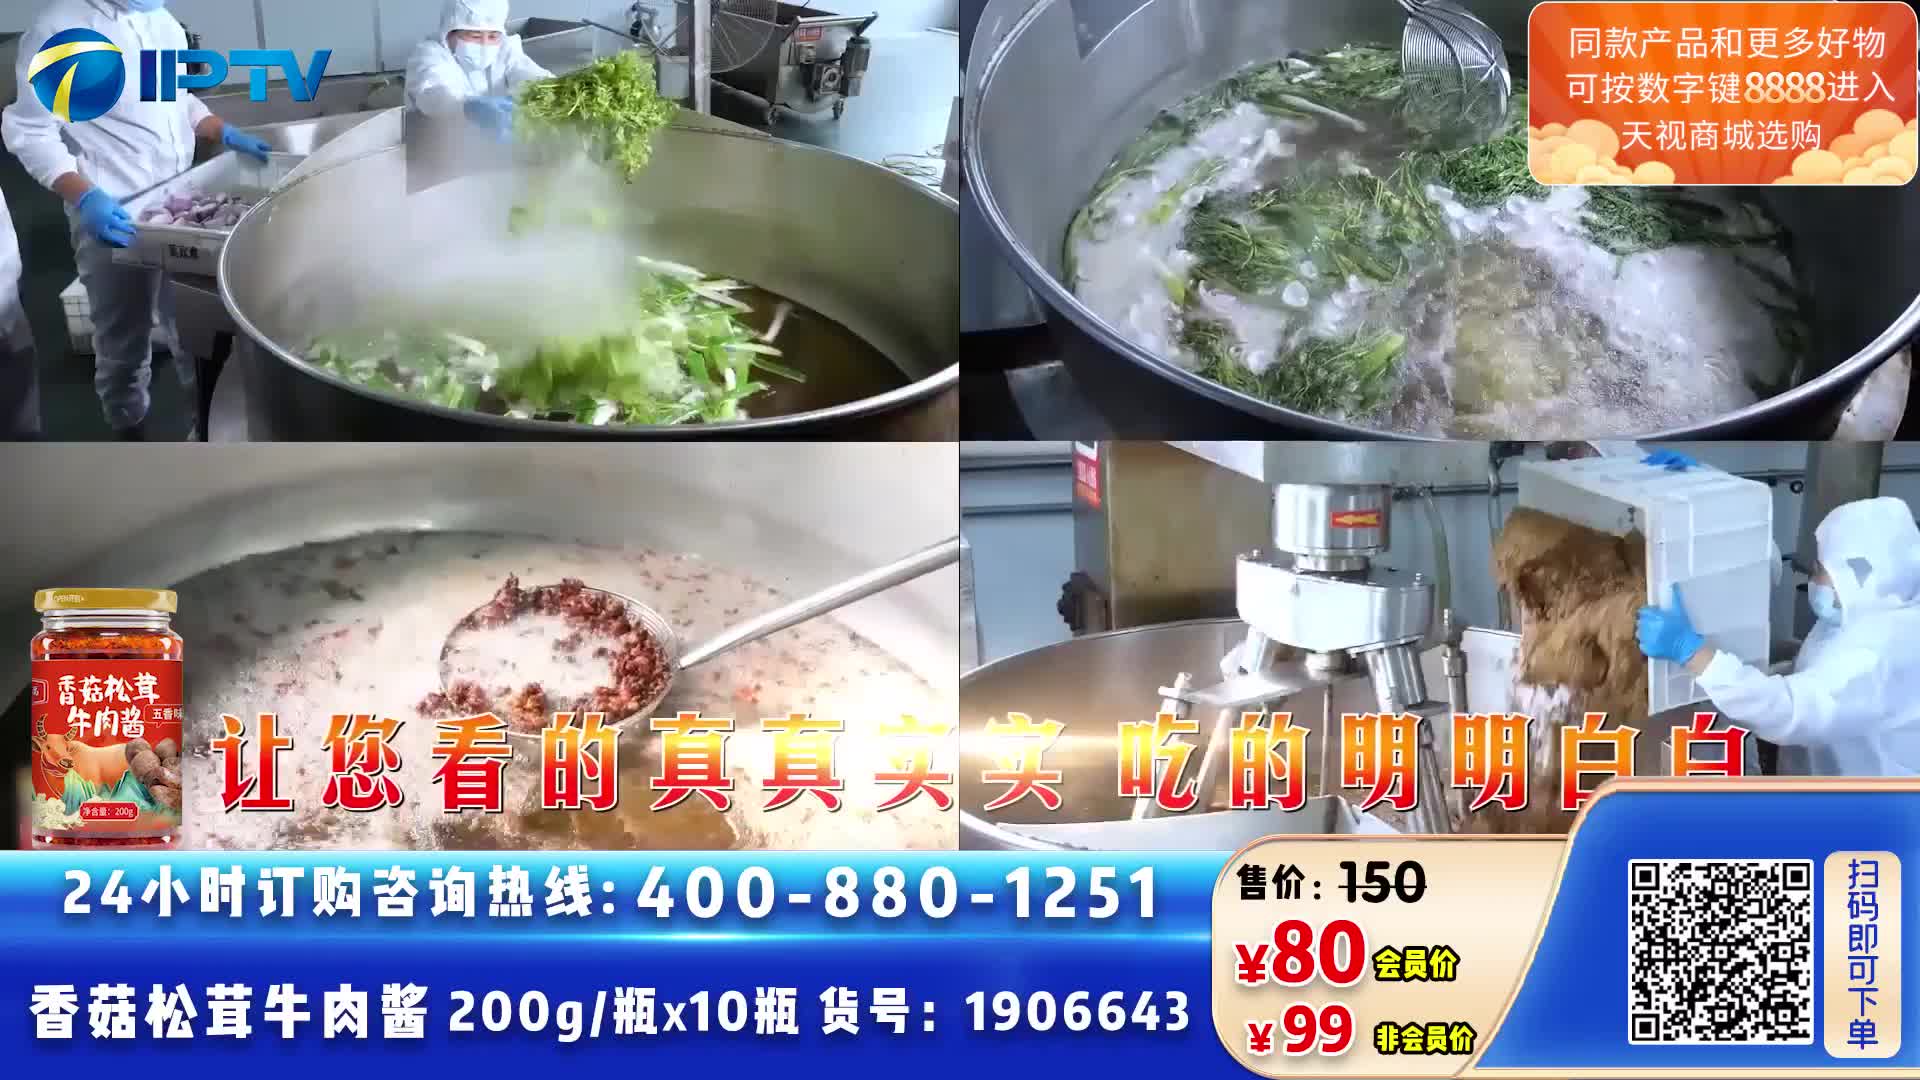 IPTV
同款产品和更多好物
可按数字键8888进入
天视商城选购
香菇松茸
牛肉酱
五香味
净含量：200g
让您看的真真实实 吃的明明白白
24小时订购咨询热线：400-880-1251
香菇松茸牛肉酱 200g/瓶x10瓶 货号：1906643
售价：150
¥80 会员价
¥99 非会员价
扫码即可下单